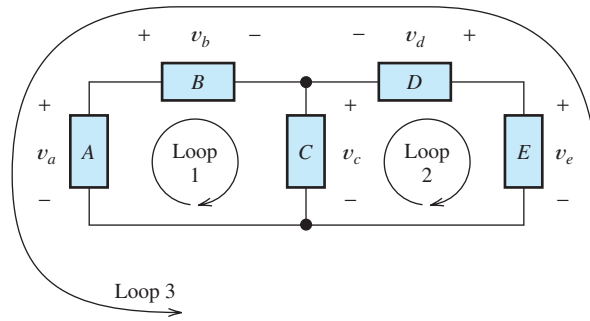 + v_b − − v_d +
B D
+ + +
v_a A Loop 1 C v_c Loop 2 E v_e
− − −
Loop 3